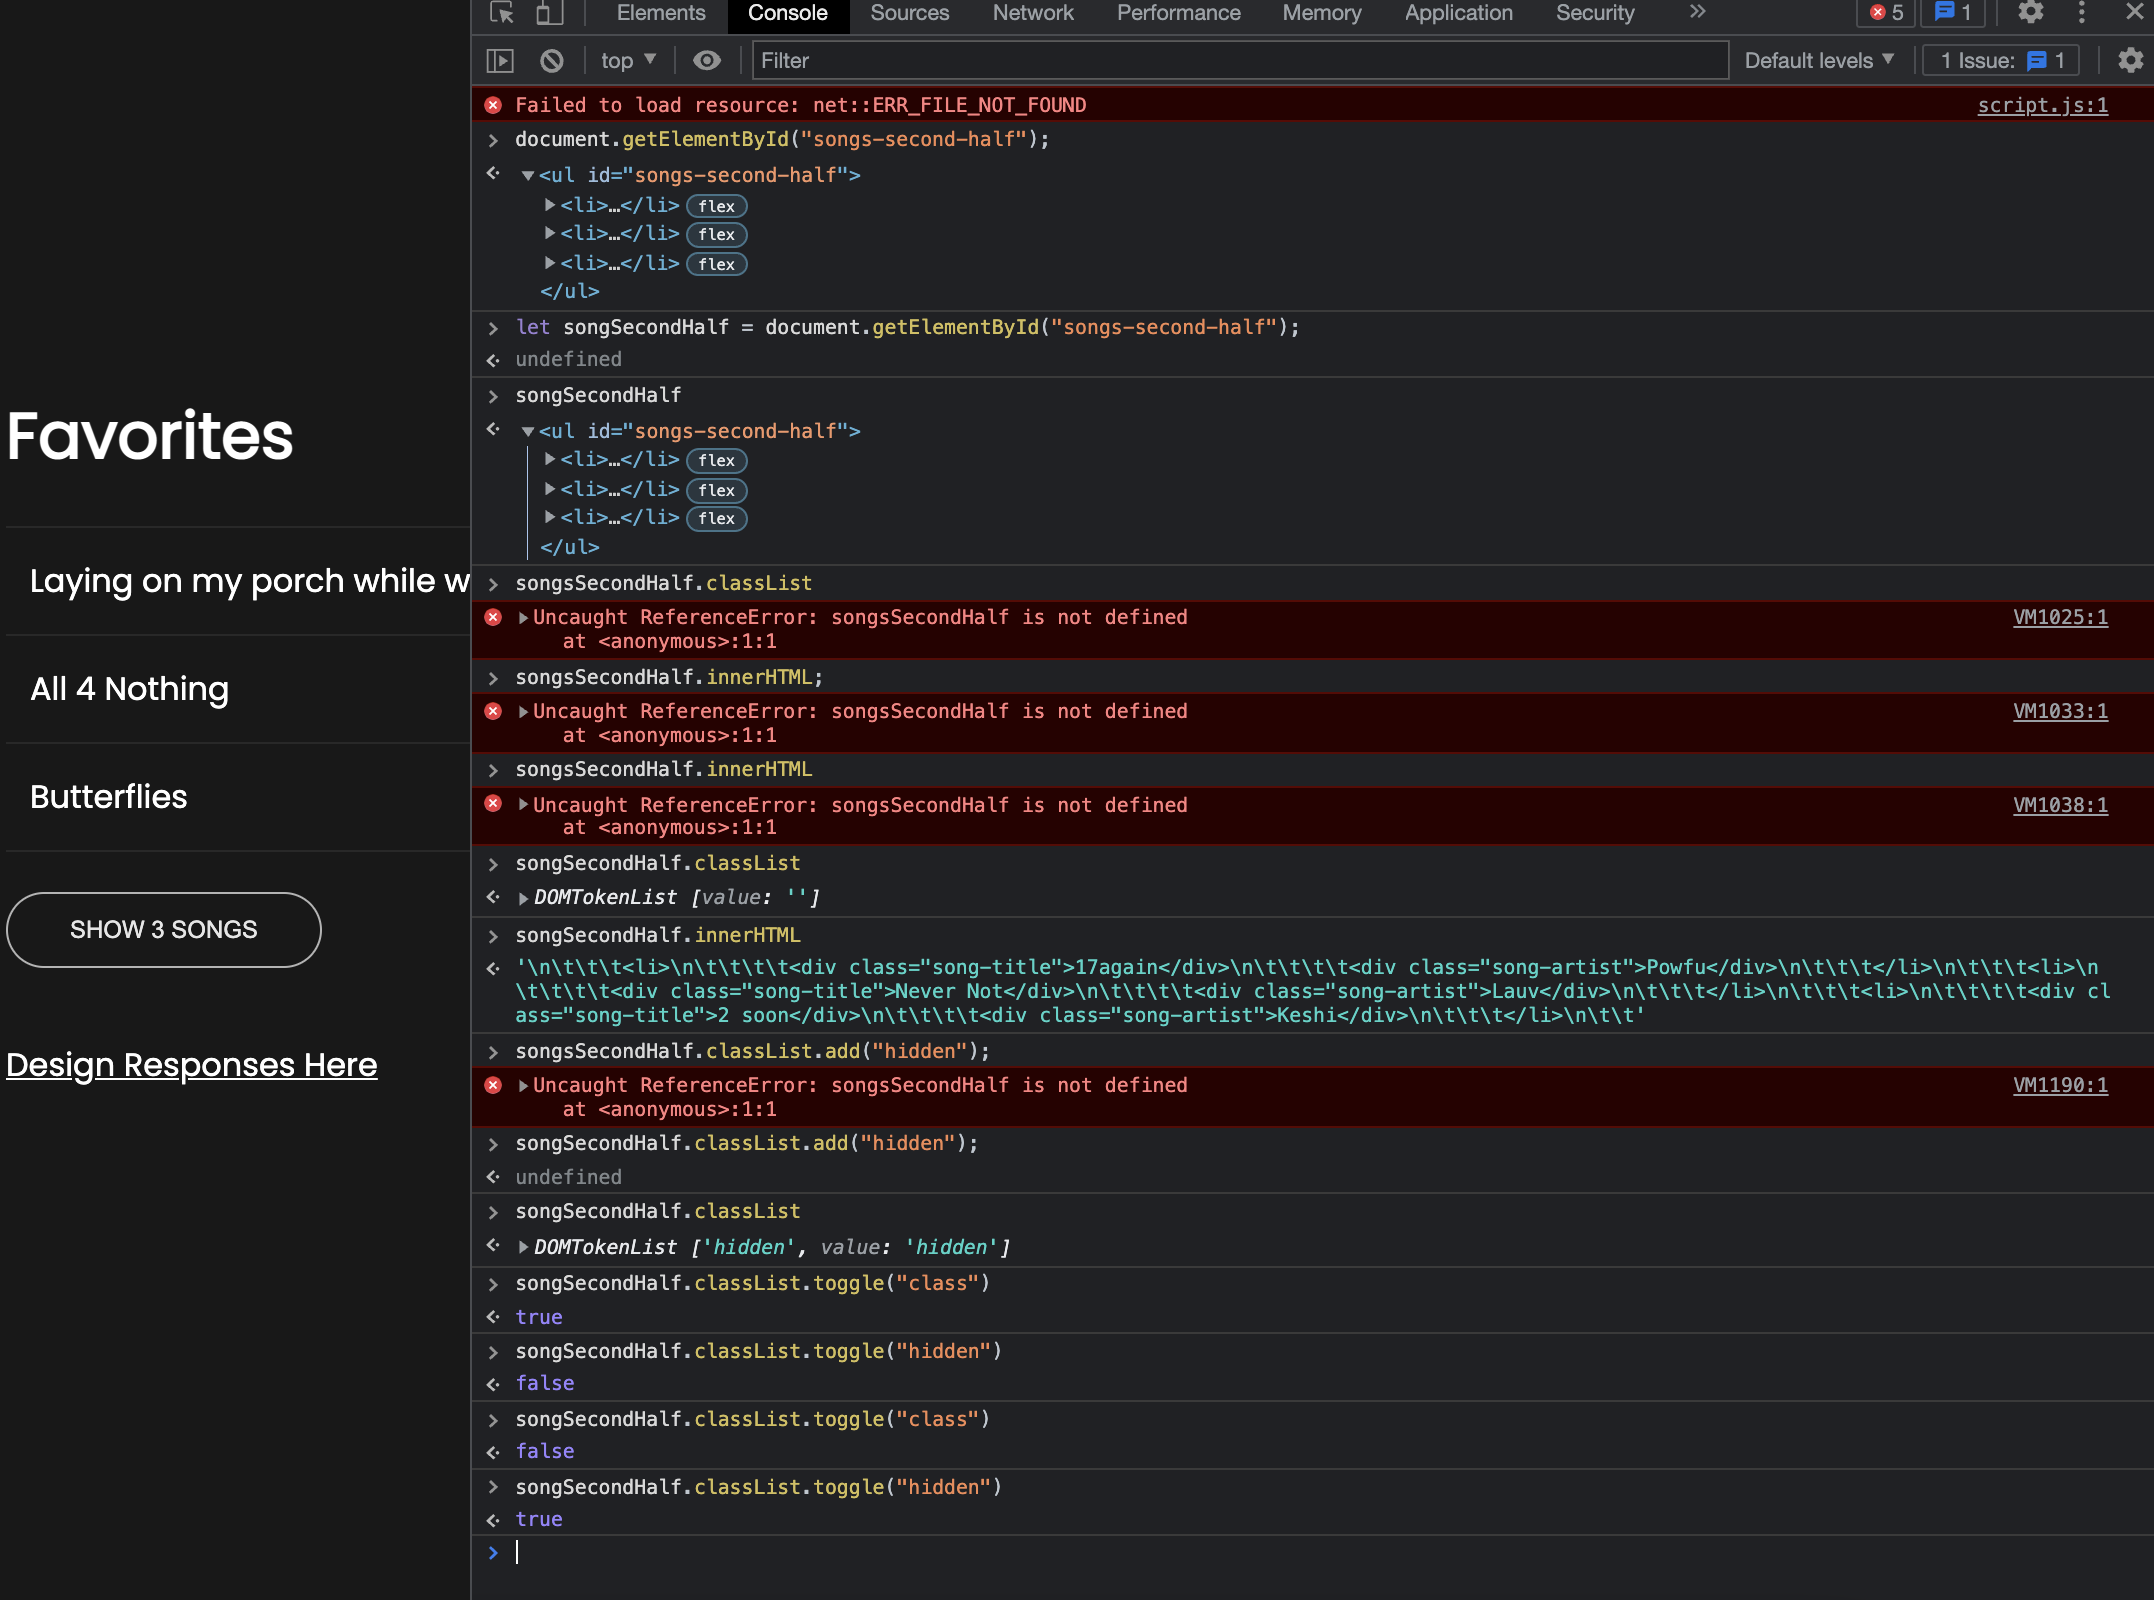 Favorites
Laying on my porch while w
All 4 Nothing
Butterflies
SHOW 3 SONGS
Design Responses Here
Elements Console Sources Network Performance Memory Application Security » 5 1
top ▼ Filter Default levels ▼ 1 Issue: 1
Failed to load resource: net::ERR_FILE_NOT_FOUND script.js:1
document.getElementById("songs-second-half");
<ul id="songs-second-half">
<li>…</li> flex
<li>…</li> flex
<li>…</li> flex
</ul>
let songSecondHalf = document.getElementById("songs-second-half");
undefined
songSecondHalf
<ul id="songs-second-half">
<li>…</li> flex
<li>…</li> flex
<li>…</li> flex
</ul>
songsSecondHalf.classList
Uncaught ReferenceError: songsSecondHalf is not defined VM1025:1
at <anonymous>:1:1
songsSecondHalf.innerHTML;
Uncaught ReferenceError: songsSecondHalf is not defined VM1033:1
at <anonymous>:1:1
songsSecondHalf.innerHTML
Uncaught ReferenceError: songsSecondHalf is not defined VM1038:1
at <anonymous>:1:1
songSecondHalf.classList
DOMTokenList [value: '']
songSecondHalf.innerHTML
'\n\t\t\t<li>\n\t\t\t\t<div class="song-title">17again</div>\n\t\t\t\t<div class="song-artist">Powfu</div>\n\t\t\t</li>\n\t\t\t<li>\n
\t\t\t\t<div class="song-title">Never Not</div>\n\t\t\t\t<div class="song-artist">Lauv</div>\n\t\t\t</li>\n\t\t\t<li>\n\t\t\t\t<div cl
ass="song-title">2 soon</div>\n\t\t\t\t<div class="song-artist">Keshi</div>\n\t\t\t</li>\n\t\t'
songsSecondHalf.classList.add("hidden");
Uncaught ReferenceError: songsSecondHalf is not defined VM1190:1
at <anonymous>:1:1
songSecondHalf.classList.add("hidden");
undefined
songSecondHalf.classList
DOMTokenList ['hidden', value: 'hidden']
songSecondHalf.classList.toggle("class")
true
songSecondHalf.classList.toggle("hidden")
false
songSecondHalf.classList.toggle("class")
false
songSecondHalf.classList.toggle("hidden")
true